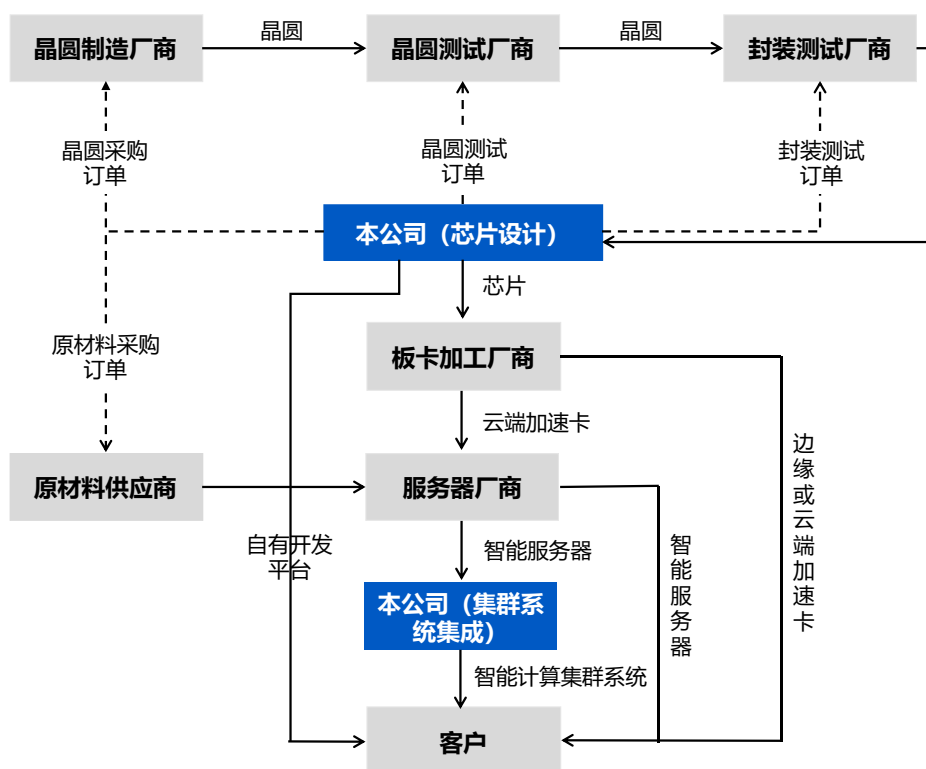 晶圆
晶圆
晶圆制造厂商
晶圆测试厂商
封装测试厂商
晶圆采购
订单
晶圆测试
订单
封装测试
订单
本公司（芯片设计）
芯片
原材料采购
订单
板卡加工厂商
云端加速卡
边缘或云端加速卡
原材料供应商
服务器厂商
自有开发
平台
智能服务器
智能服务器
本公司（集群系
统集成）
智能计算集群系统
客户